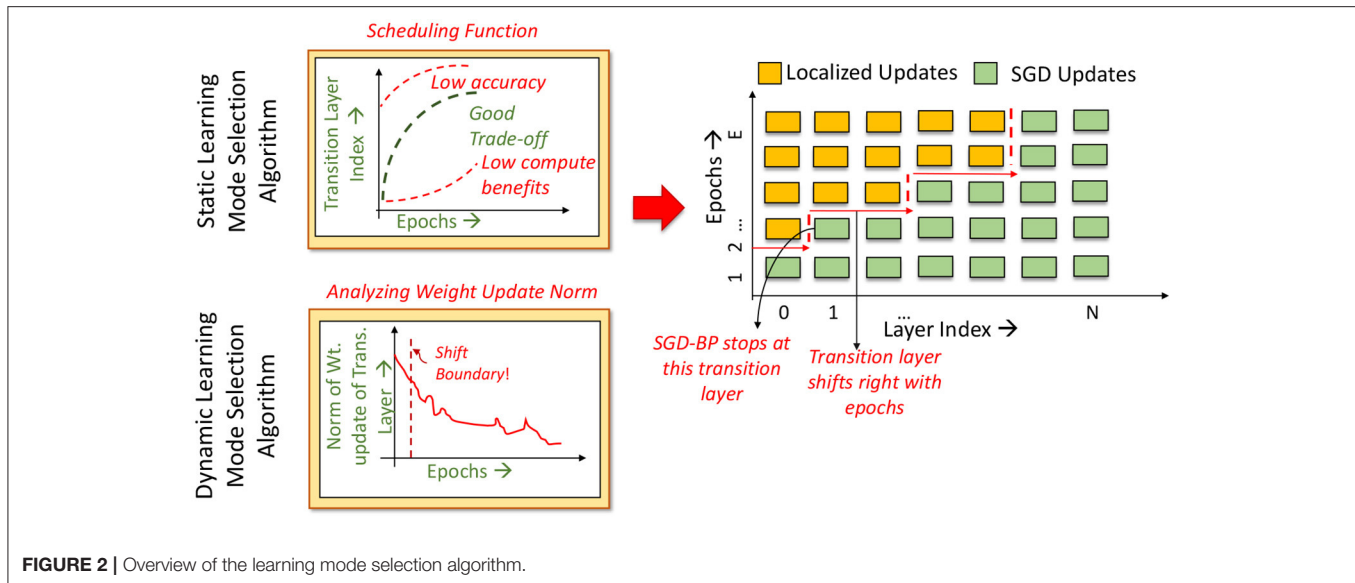 Static Learning
Mode Selection
Algorithm
Scheduling Function
Transition Layer
Index →
Low accuracy
Good
Trade-off
Low compute
benefits
Epochs →
Dynamic Learning
Mode Selection
Algorithm
Analyzing Weight Update Norm
Norm of Wt.
update of Trans.
Layer →
Shift
Boundary!
Epochs →
Localized Updates
SGD Updates
Epochs →
E
...
2
1
0
1
...
N
Layer Index →
SGD-BP stops at
this transition
layer
Transition layer
shifts right with
epochs
FIGURE 2 | Overview of the learning mode selection algorithm.